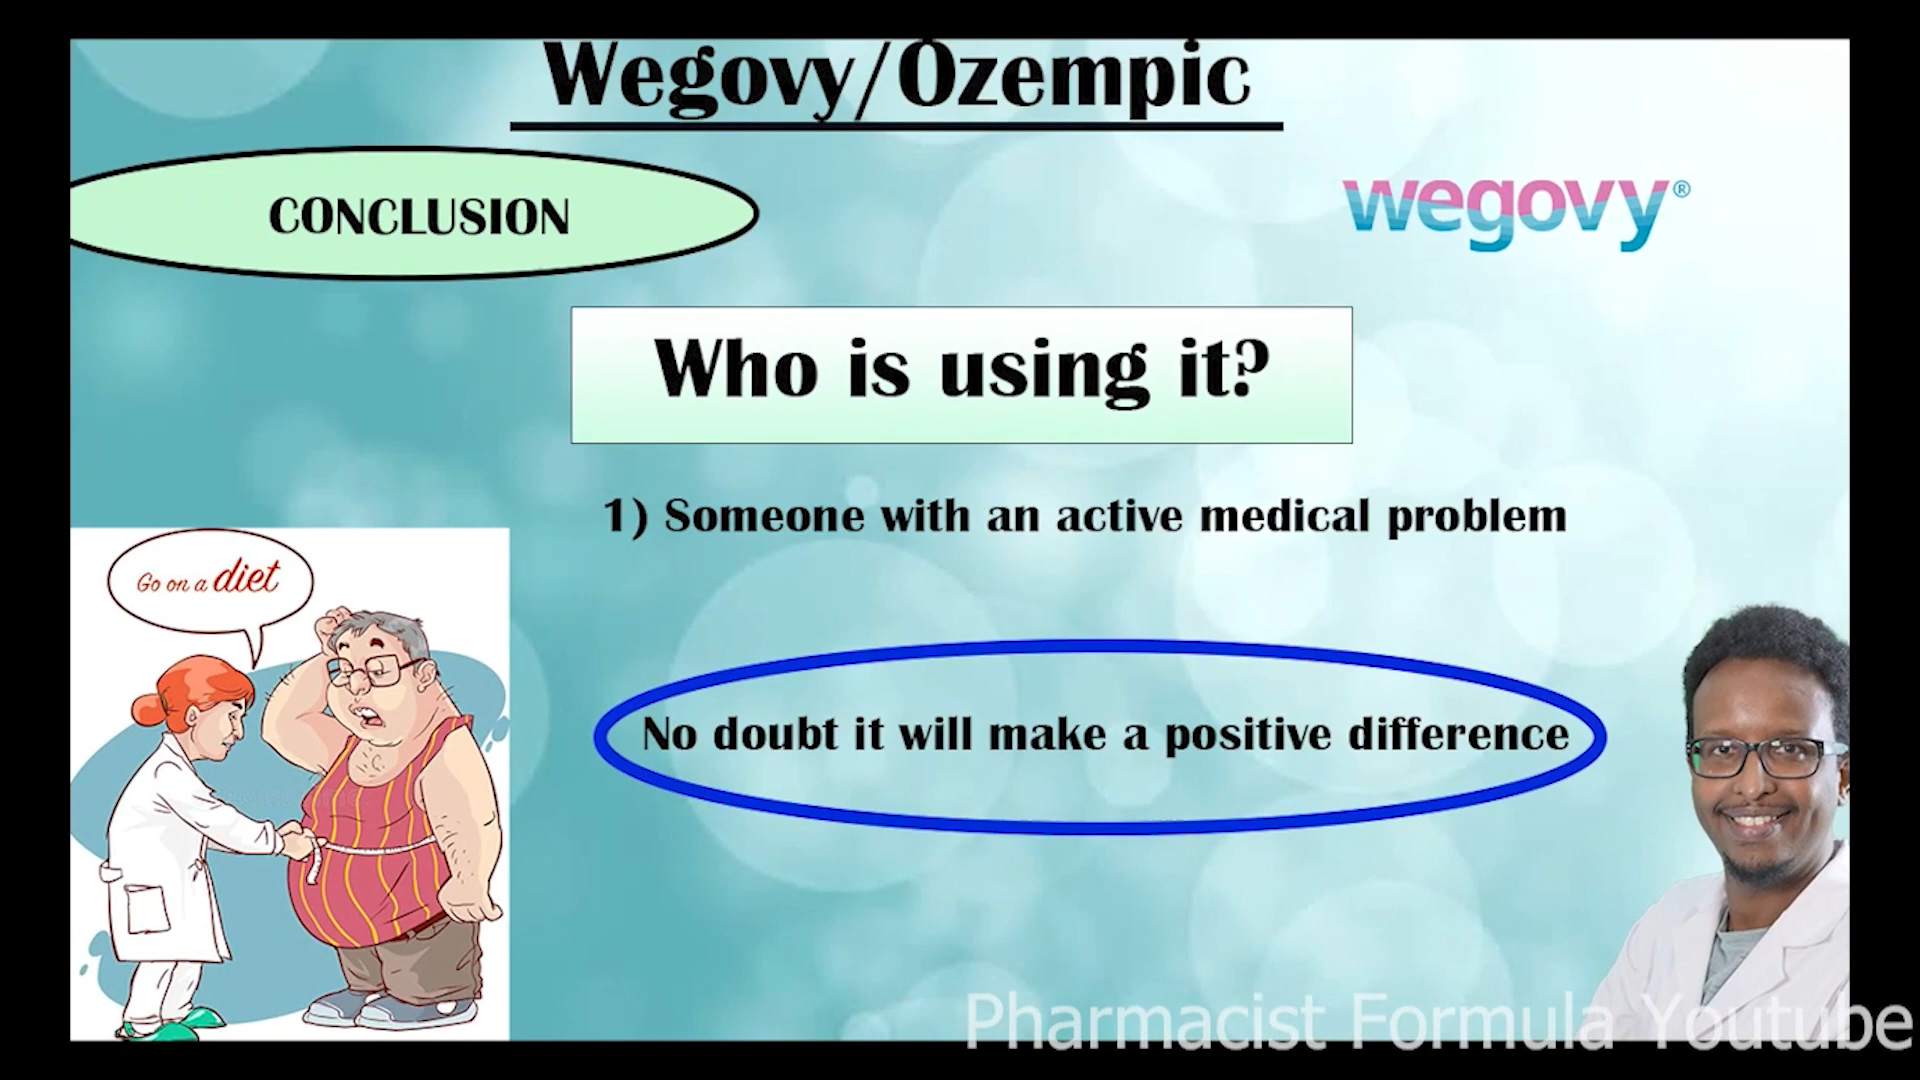 Wegovy/Ozempic
CONCLUSION
wegovy®
Who is using it?
1) Someone with an active medical problem
Go on a diet
No doubt it will make a positive difference
Pharmacist Formula Youtube